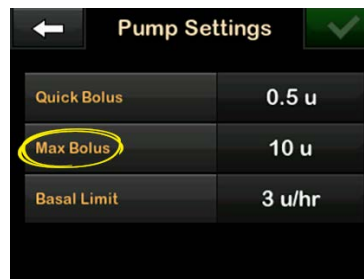 Pump Settings
Quick Bolus 0.5 u
Max Bolus 10 u
Basal Limit 3 u/hr